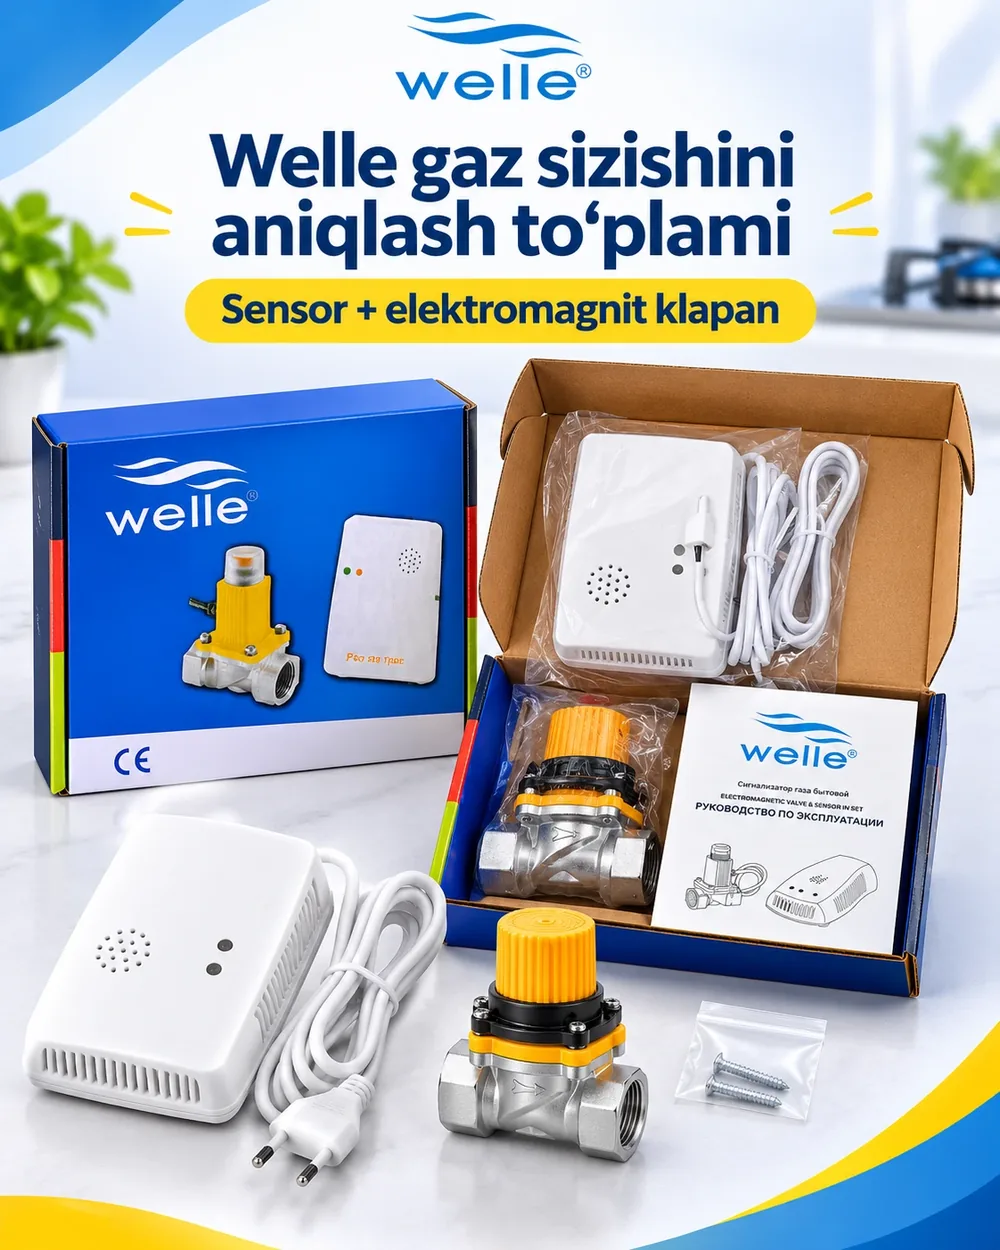 welle®
Welle gaz sizishini
aniqlash to‘plami
Sensor + elektromagnit klapan
welle®
CE
welle®
Сигнализатор газа бытовой
ELECTROMAGNETIC VALVE & SENSOR IN SET
РУКОВОДСТВО ПО ЭКСПЛУАТАЦИИ